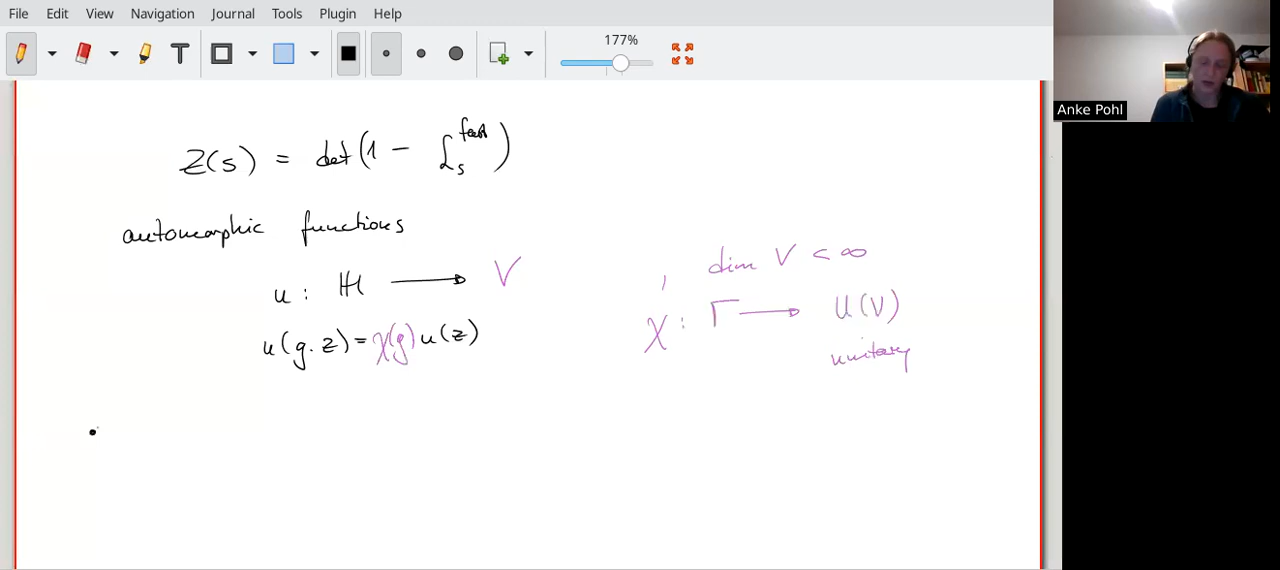 File Edit View Navigation Journal Tools Plugin Help
177%
Anke Pohl
Z(s) = det(1 - L_s^fast)
automorphic functions
u : ℍ → V , dim V < ∞
u(g.z) = χ(g) u(z) χ : Γ → U(V)
unitary